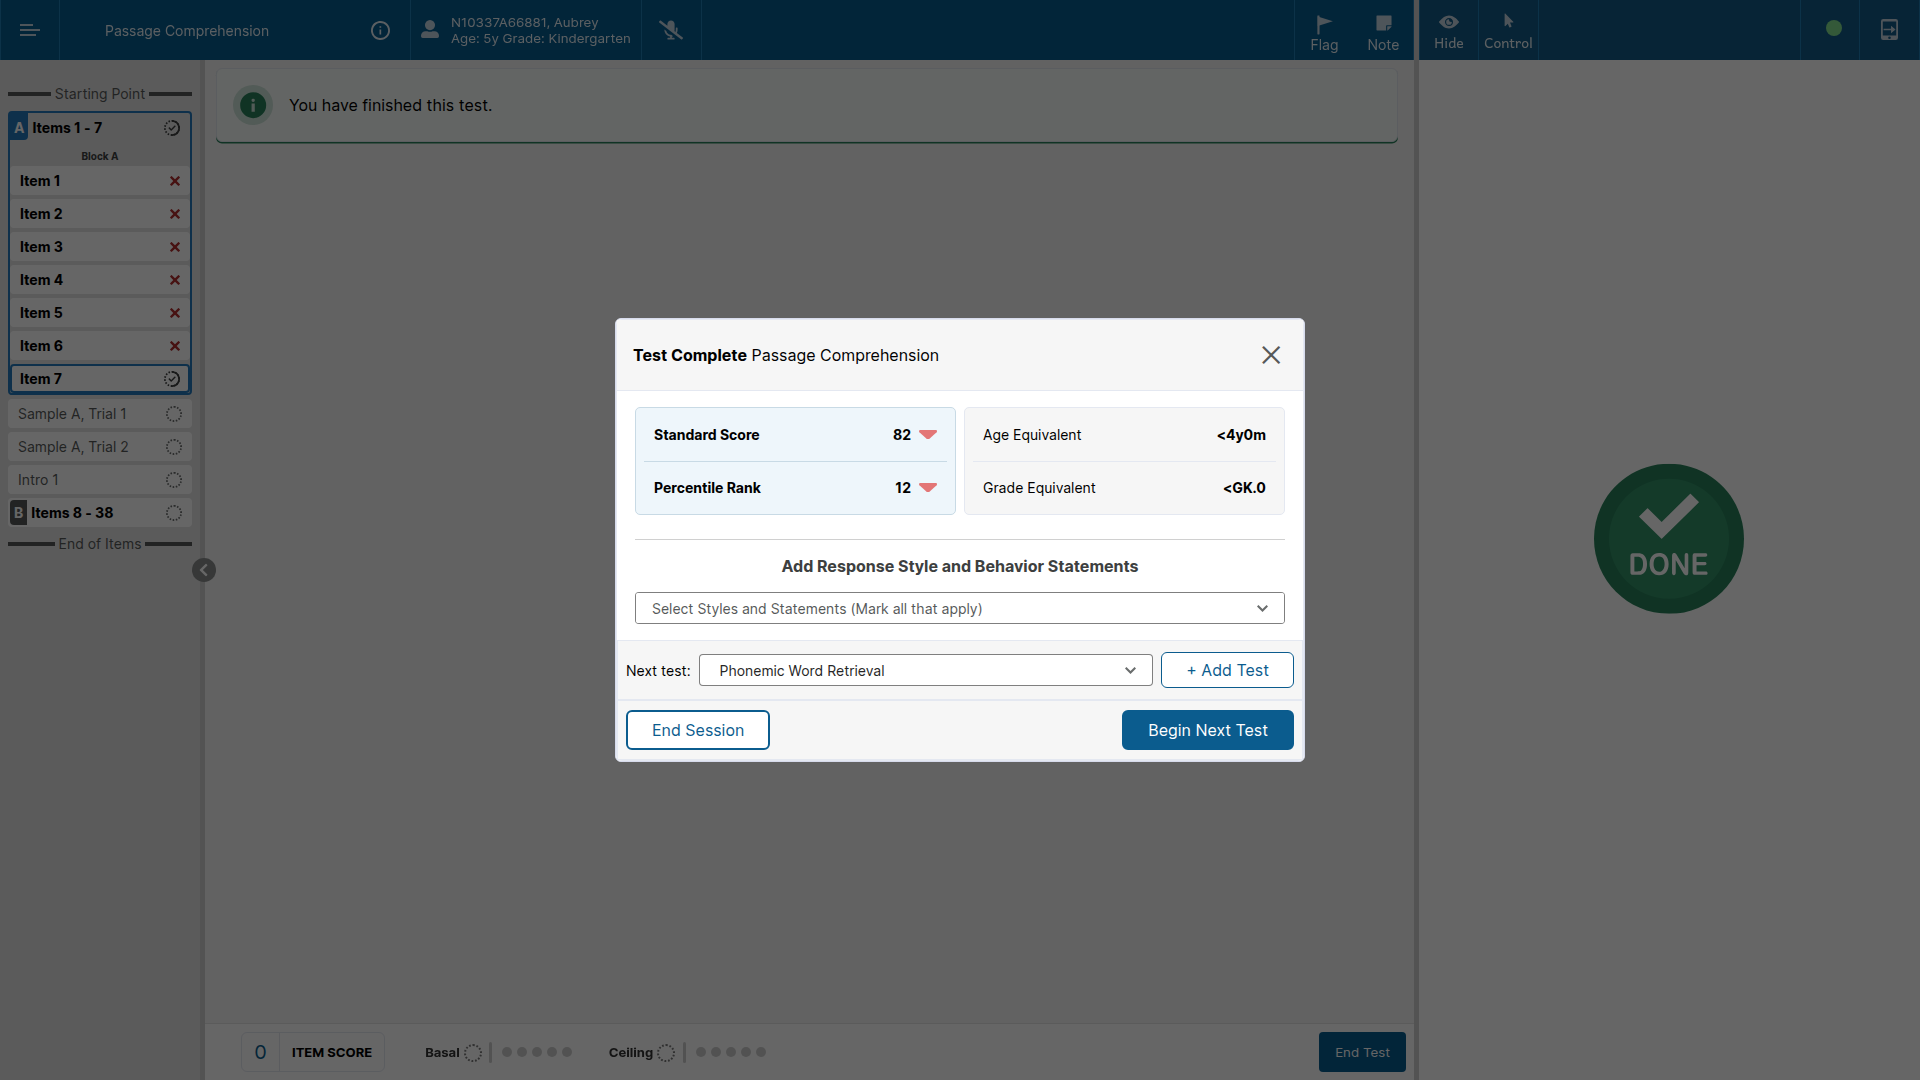 Passage Comprehension
N10337A66881, Aubrey
Age: 5y Grade: Kindergarten
Flag
Note
Hide
Control
Starting Point
A Items 1 - 7
Block A
Item 1
Item 2
Item 3
Item 4
Item 5
Item 6
Item 7
Sample A, Trial 1
Sample A, Trial 2
Intro 1
B Items 8 - 38
End of Items
You have finished this test.
Test Complete Passage Comprehension
Standard Score 82
Percentile Rank 12
Age Equivalent <4y0m
Grade Equivalent <GK.0
Add Response Style and Behavior Statements
Select Styles and Statements (Mark all that apply)
Next test: Phonemic Word Retrieval + Add Test
End Session Begin Next Test
DONE
0 ITEM SCORE Basal Ceiling End Test